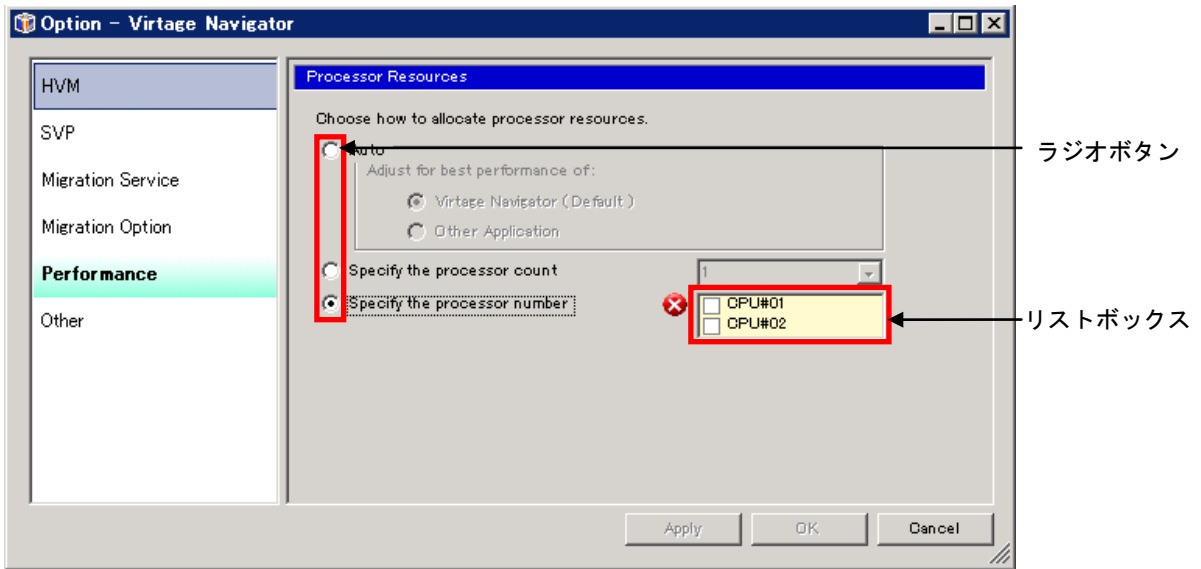 Option - Virtage Navigator
HVM
SVP
Migration Service
Migration Option
Performance
Other
Processor Resources
Choose how to allocate processor resources.
Auto
Adjust for best performance of:
Virtage Navigator (Default)
Other Application
Specify the processor count
1
Specify the processor number
CPU#01
CPU#02
Apply
OK
Cancel
ラジオボタン
リストボックス